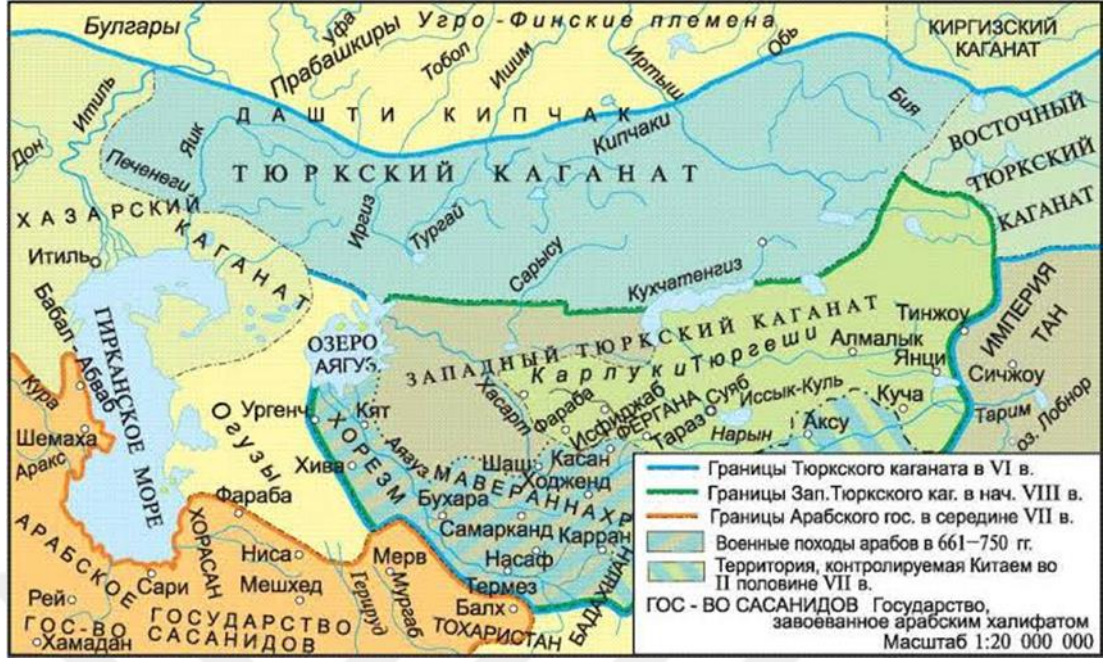 Булгары
Уфа
Прабашкиры
Угро-Финские племена
Тобол
Ишим
Иртыш
Обь
КИРГИЗСКИЙ
КАГАНАТ
Итиль
Дон
ДАШТИ КИПЧАК
Кипчаки
Бия
ВОСТОЧНЫЙ
ТЮРКСКИЙ
КАГАНАТ
Яик
Печенеги
ТЮРКСКИЙ КАГАНАТ
ХАЗАРСКИЙ
КАГАНАТ
Иргиз
Тургай
Сарысу
Кухчатенгиз
Итиль
Бабал - Абваб
ГИРКАНСКОЕ МОРЕ
ОЗЕРО
АЯГУЗ
ЗАПАДНЫЙ ТЮРКСКИЙ КАГАНАТ
Карлуки
Тюргеши
Тинжоу
Алмалык
Янци
ИМПЕРИЯ
ТАН
Сичжоу
Кура
Шемаха
Аракс
Огузы
Ургенч
Кят
Хива
ХОРЕЗМ
Аягуз
Хасарт
Фараба
Исфиджаб
ФЕРГАНА
Тараз
Суяб
Иссык-Куль
Нарын
Куча
Аксу
Тарим
оз. Лобнор
Шаш
Касан
Ходженд
МАВЕРАННАХР
Бухара
Самарканд
Карран
Насаф
Термез
БАДАХШАН
Фараба
ХОРАСАН
Ниса
Мерв
Мешхед
Герируд
Мургаб
Балх
ТОХАРИСТАН
АРАБСКОЕ
ГОСУДАРСТВО
Сари
Рей
ГОС-ВО САСАНИДОВ
Хамадан
Границы Тюркского каганата в VI в.
Границы Зап.Тюркского каг. в нач. VIII в.
Границы Арабского гос. в середине VII в.
Военные походы арабов в 661–750 гг.
Территория, контролируемая Китаем во
II половине VII в.
ГОС - ВО САСАНИДОВ Государство,
завоеванное арабским халифатом
Масштаб 1:20 000 000